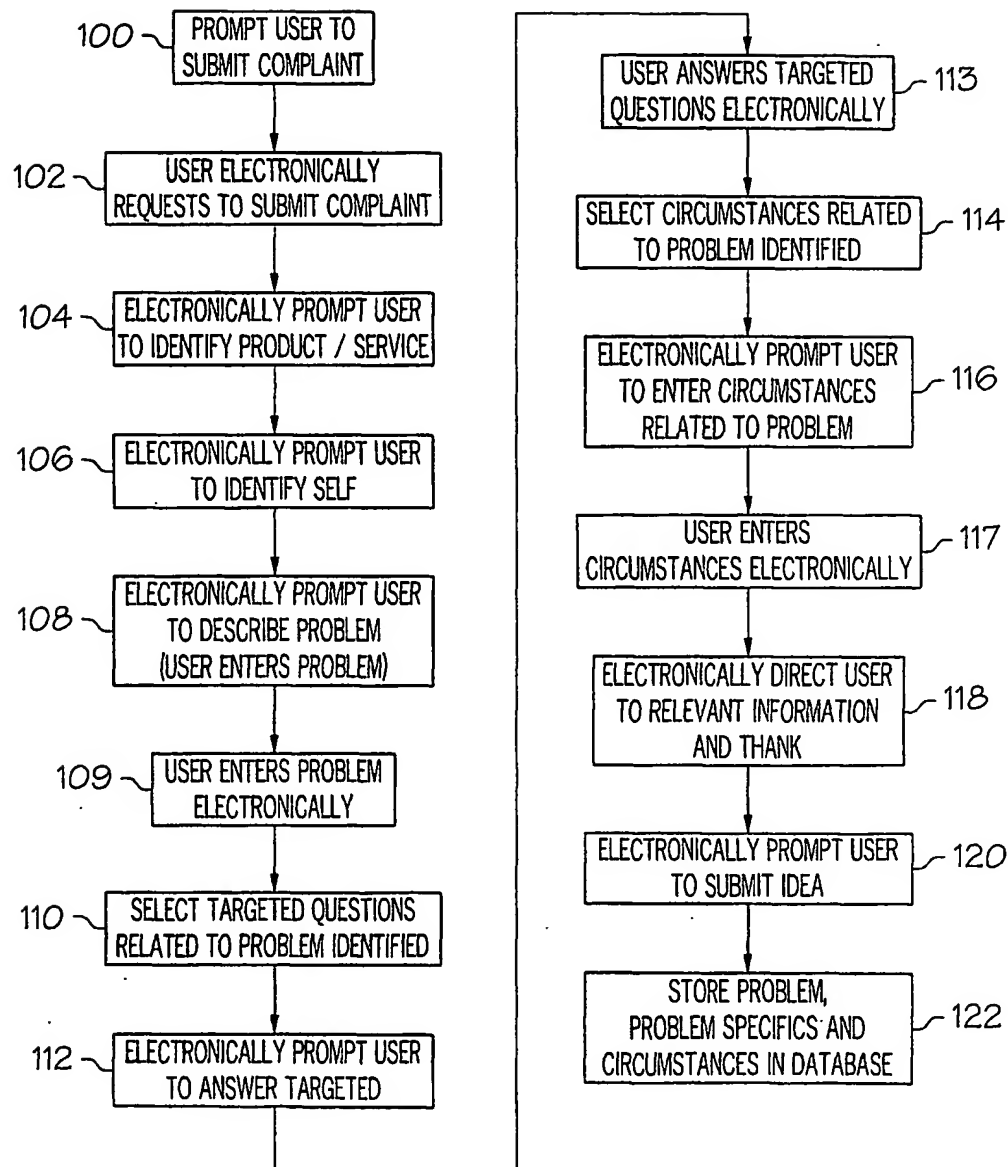 100
PROMPT USER TO
SUBMIT COMPLAINT
102
USER ELECTRONICALLY
REQUESTS TO SUBMIT COMPLAINT
104
ELECTRONICALLY PROMPT USER
TO IDENTIFY PRODUCT / SERVICE
106
ELECTRONICALLY PROMPT USER
TO IDENTIFY SELF
108
ELECTRONICALLY PROMPT USER
TO DESCRIBE PROBLEM
(USER ENTERS PROBLEM)
109
USER ENTERS PROBLEM
ELECTRONICALLY
110
SELECT TARGETED QUESTIONS
RELATED TO PROBLEM IDENTIFIED
112
ELECTRONICALLY PROMPT USER
TO ANSWER TARGETED
USER ANSWERS TARGETED
QUESTIONS ELECTRONICALLY
113
SELECT CIRCUMSTANCES RELATED
TO PROBLEM IDENTIFIED
114
ELECTRONICALLY PROMPT USER
TO ENTER CIRCUMSTANCES
RELATED TO PROBLEM
116
USER ENTERS
CIRCUMSTANCES ELECTRONICALLY
117
ELECTRONICALLY DIRECT USER
TO RELEVANT INFORMATION
AND THANK
118
ELECTRONICALLY PROMPT USER
TO SUBMIT IDEA
120
STORE PROBLEM,
PROBLEM SPECIFICS AND
CIRCUMSTANCES IN DATABASE
122